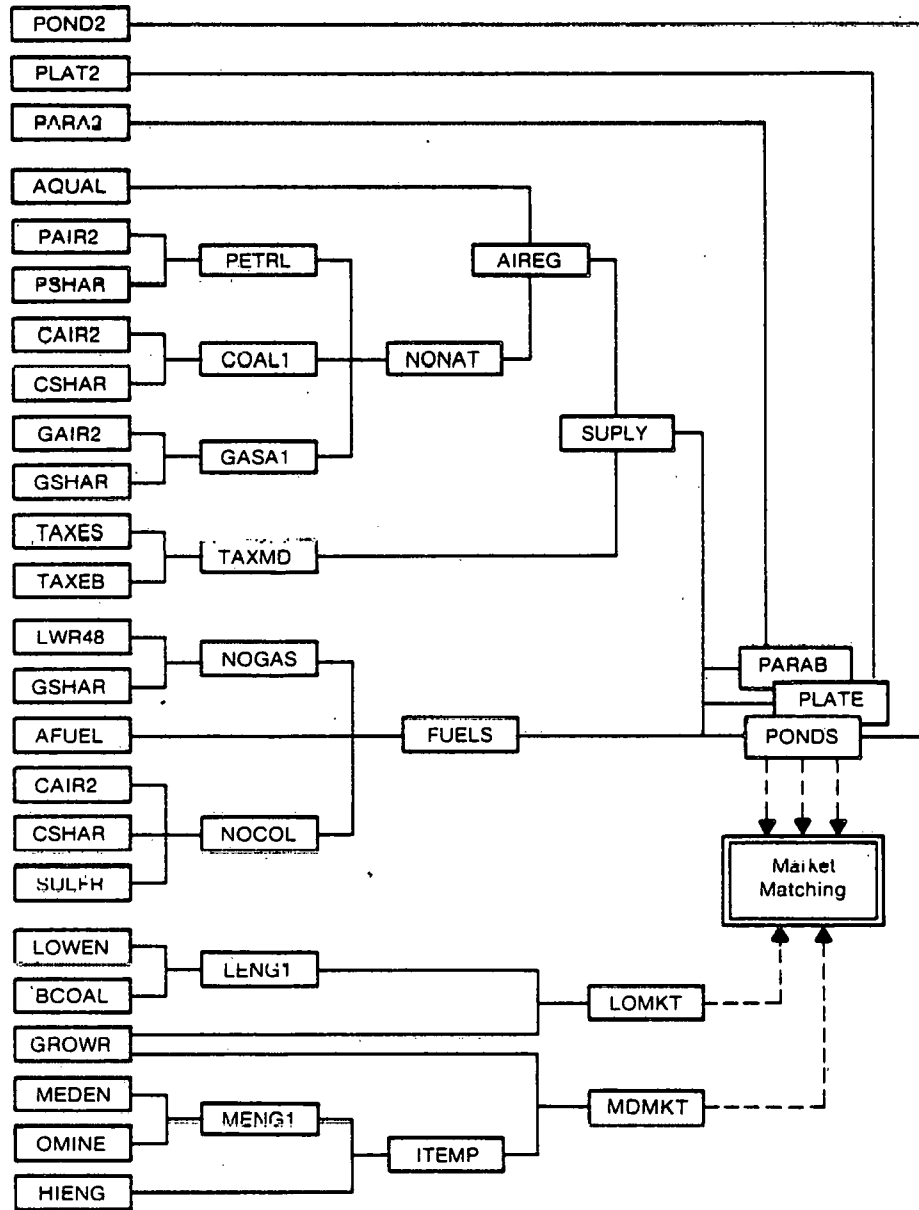 POND2
PLAT2
PARA2
AQUAL
PAIR2
PSHAR
PETRL
AIREG
CAIR2
CSHAR
COAL1
NONAT
GAIR2
GSHAR
GASA1
SUPLY
TAXES
TAXEB
TAXMD
LWR48
GSHAR
NOGAS
PARAB
PLATE
AFUEL
FUELS
PONDS
CAIR2
CSHAR
SULFR
NOCOL
Market
Matching
LOWEN
BCOAL
LENG1
LOMKT
GROWR
MEDEN
OMINE
MENG1
MDMKT
ITEMP
HIENG